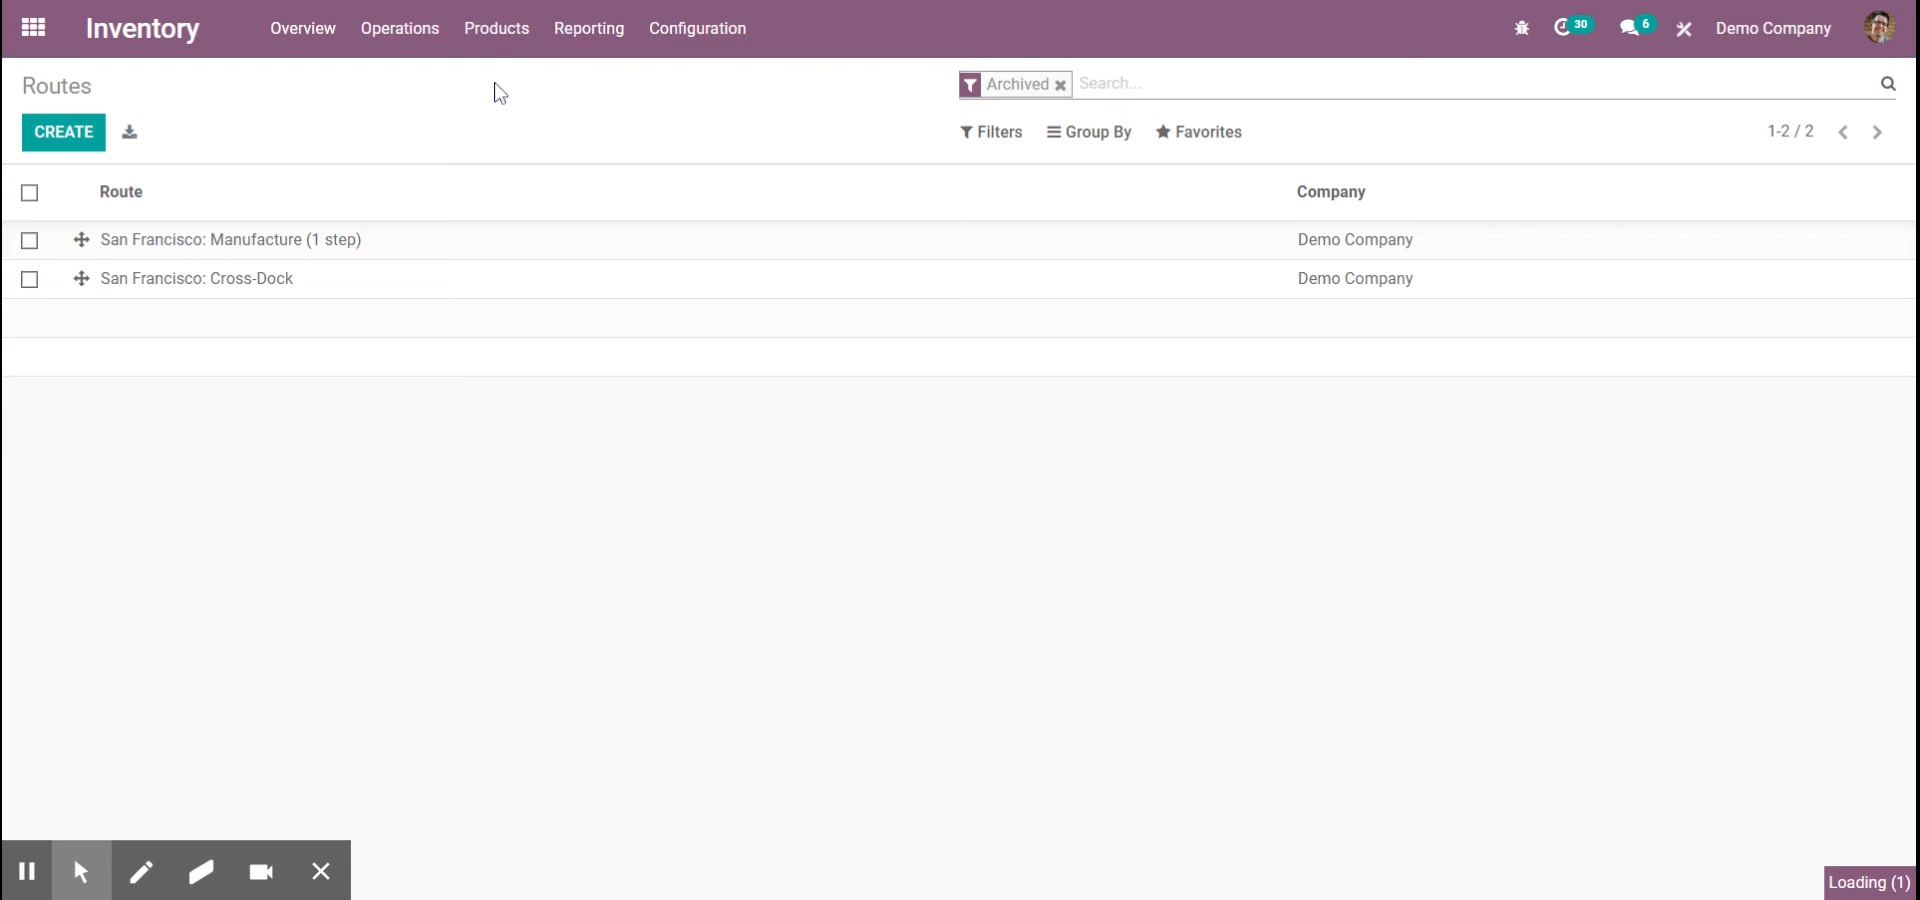 Inventory Overview Operations Products Reporting Configuration 30 6 Demo Company
Routes Archived Search...
CREATE Filters Group By Favorites 1-2 / 2
Route Company
San Francisco: Manufacture (1 step) Demo Company
San Francisco: Cross-Dock Demo Company
Loading (1)